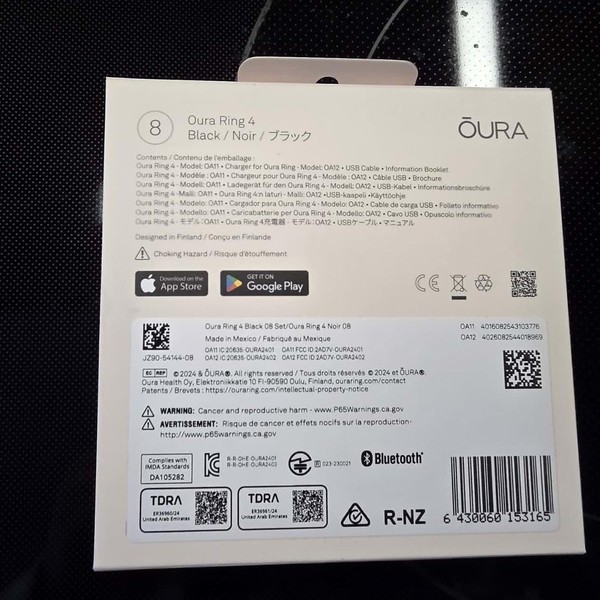 8
Oura Ring 4
Black / Noir / ブラック
ŌURA
Contents / Contenu de l'emballage:
Oura Ring 4 - Model: OA11 • Charger for Oura Ring - Model: OA12 • USB Cable • Information Booklet
Oura Ring 4 - Modèle : OA11 • Chargeur pour Oura Ring 4 - Modèle : OA12 • Câble USB • Brochure
Oura Ring 4 - Modell: OA11 • Ladegerät für den Oura Ring 4 - Modell: OA12 • USB-Kabel • Informationsbroschüre
Oura Ring 4 - Malli: OA11 • Oura Ring 4:n laturi - Malli: OA12 • USB-kaapeli • Käyttöohje
Oura Ring 4 - Modelo: OA11 • Cargador para Oura Ring 4 - Modelo: OA12 • Cable de carga USB • Folleto informativo
Oura Ring 4 - Modello: OA11 • Caricabatterie per Oura Ring 4 - Modello: OA12 • Cavo USB • Opuscolo informativo
Oura Ring 4 - モデル: OA11 • Oura Ring 4充電器 - モデル: OA12 • USBケーブル • マニュアル
Designed in Finland / Conçu en Finlande
Choking Hazard / Risque d'étouffement
Download on the
App Store
GET IT ON
Google Play
CE
JZ90-54144-08
Oura Ring 4 Black 08 Set/Oura Ring 4 Noir 08
Made in Mexico / Fabriqué au Mexique
OA11 IC:20635-OURA2401 OA11 FCC ID:2AD7V-OURA2401
OA12 IC:20635-OURA2402 OA12 FCC ID:2AD7V-OURA2402
OA11: 4016082543103776
OA12 4026082544018969
EC REP © 2024 & ŌURA®. All rights reserved / Tous droits réservés © 2024 et ŌURA®.
Oura Health Oy, Elektroniikkatie 10 FI-90590 Oulu, Finland, ouraring.com/contact
Patents / Brevets : https://ouraring.com/intellectual-property-notice/
WARNING: Cancer and reproductive harm - www.P65Warnings.ca.gov
AVERTISSEMENT: Risque de cancer et effets nocifs sur la reproduction-
http://www.P65Warnings.ca.gov
Complies with
IMDA Standards
DA105282
R-R-OHE-OURA2401
R-R-OHE-OURA2402
R 023-230021
Bluetooth®
TDRA
ER36960/24
United Arab Emirates
TDRA
ER36961/24
United Arab Emirates
R-NZ
6 430060 153165